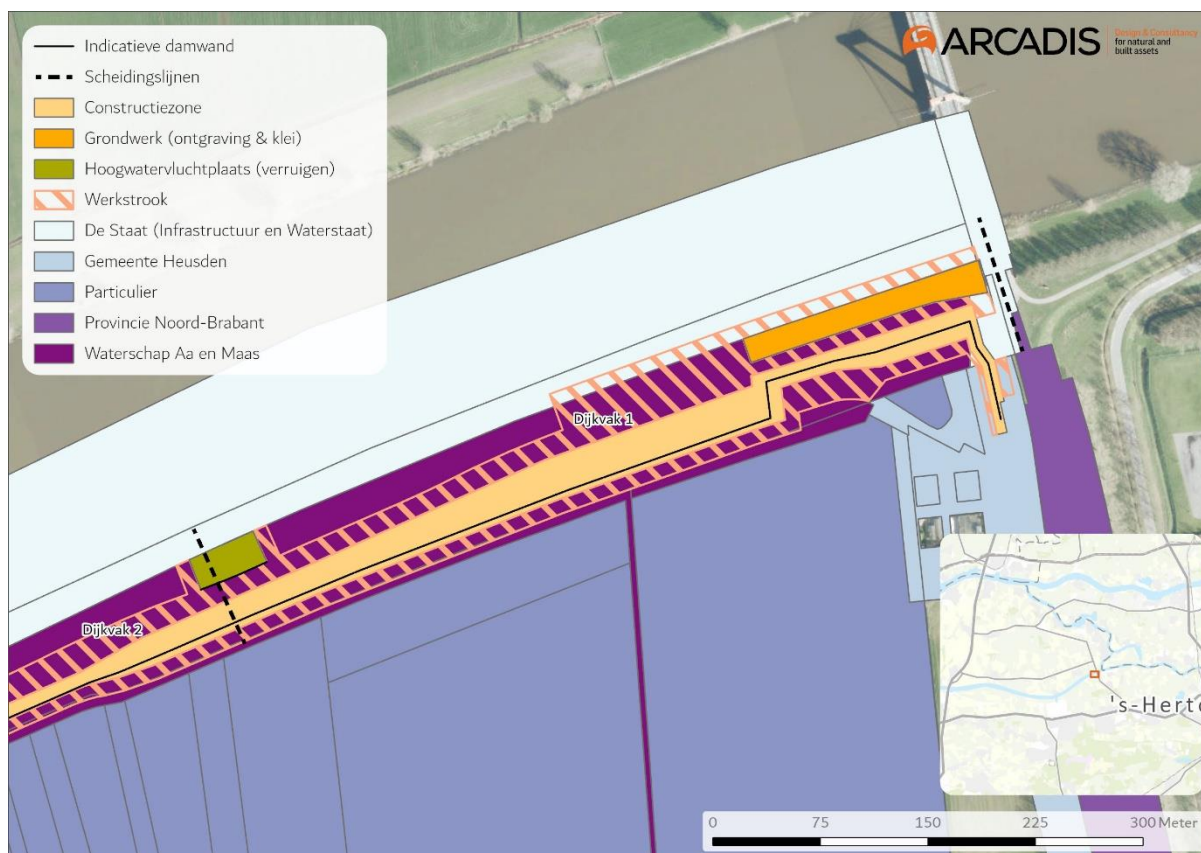 Indicatieve damwand
Scheidingslijnen
Constructiezone
Grondwerk (ontgraving & klei)
Hoogwatervluchtplaats (verruigen)
Werkstrook
De Staat (Infrastructuur en Waterstaat)
Gemeente Heusden
Particulier
Provincie Noord-Brabant
Waterschap Aa en Maas
ARCADIS
Design & Consultancy
for natural and
built assets
Dijkvak 1
Dijkvak 2
's-Herto
0 75 150 225 300 Meter